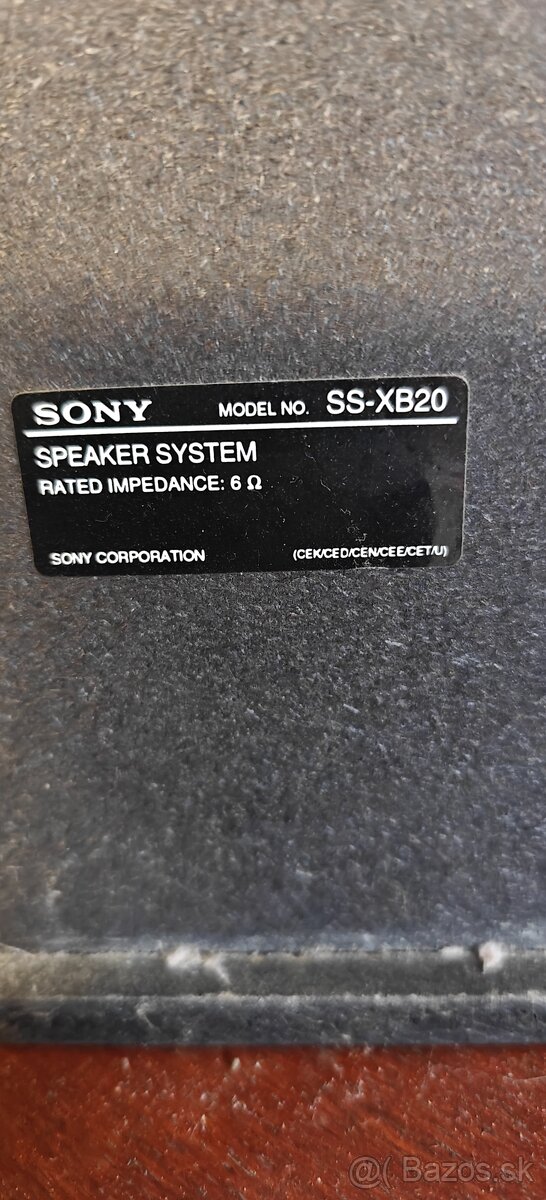 SONY MODEL NO. SS-XB20
SPEAKER SYSTEM
RATED IMPEDANCE: 6 Ω
SONY CORPORATION (CEK/CED/CEN/CEE/CET/U)
@( Bazos.sk